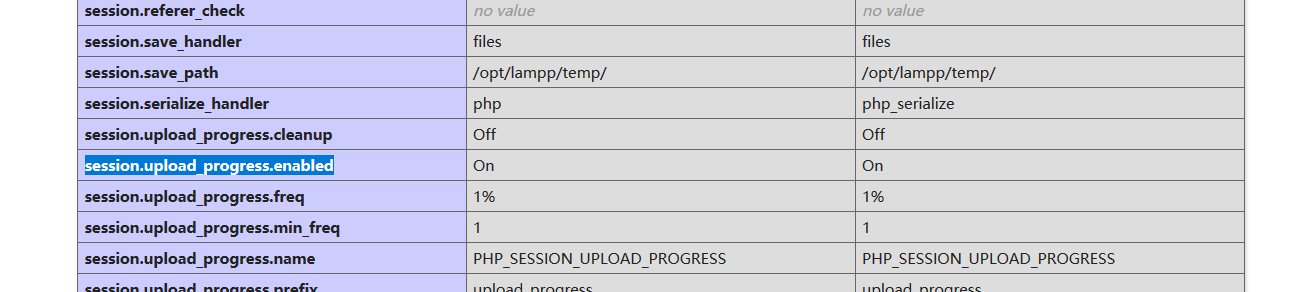 session.referer_check no value no value
session.save_handler files files
session.save_path /opt/lampp/temp/ /opt/lampp/temp/
session.serialize_handler php php_serialize
session.upload_progress.cleanup Off Off
session.upload_progress.enabled On On
session.upload_progress.freq 1% 1%
session.upload_progress.min_freq 1 1
session.upload_progress.name PHP_SESSION_UPLOAD_PROGRESS PHP_SESSION_UPLOAD_PROGRESS
session.upload_progress.prefix upload_progress_ upload_progress_